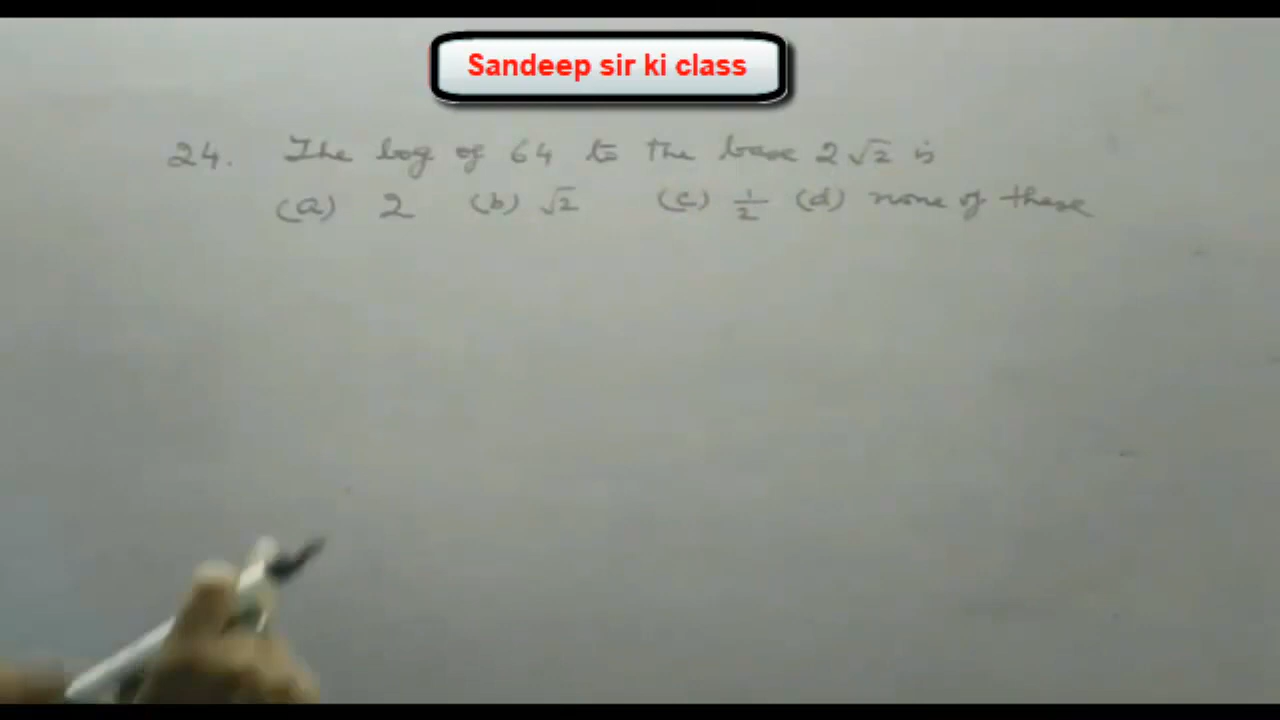 Sandeep sir ki class
24. The log of 64 to the base 2√2 is
(a) 2 (b) √2 (c) 1/2 (d) none of these